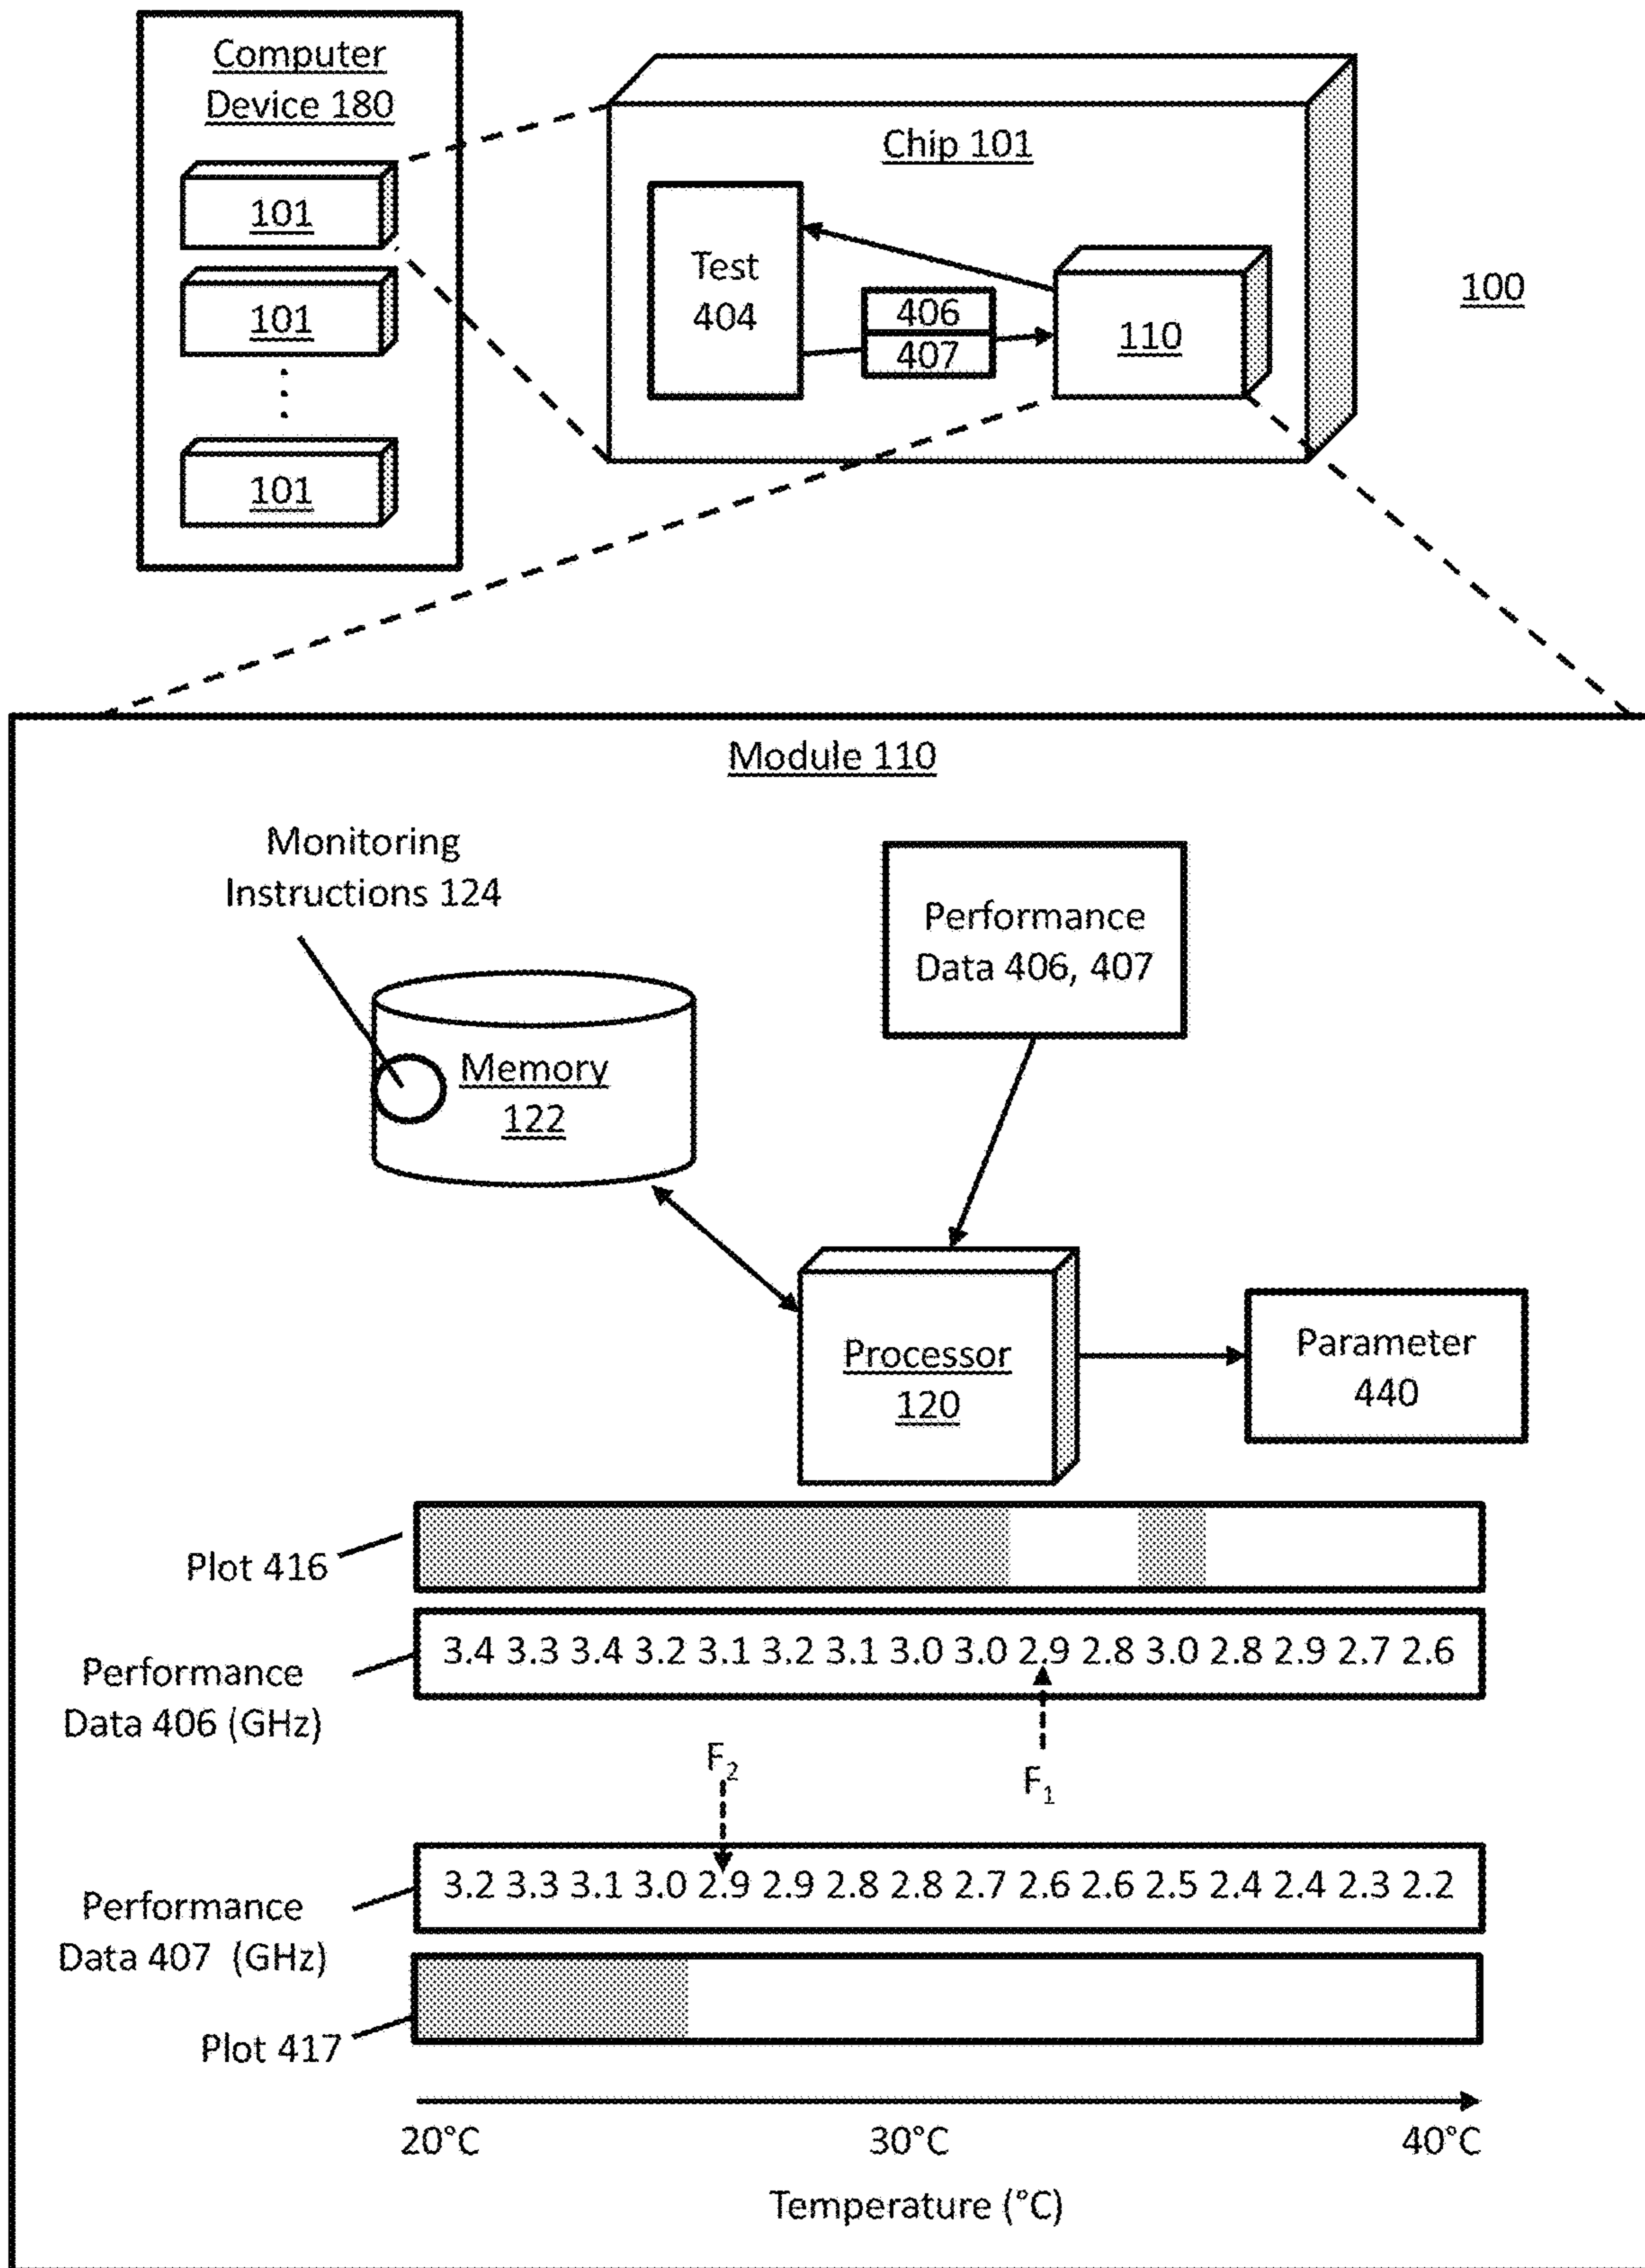 Computer
Device 180
101
101
101
Chip 101
Test
404
406
407
110
100
Module 110
Monitoring
Instructions 124
Performance
Data 406, 407
Memory
122
Processor
120
Parameter
440
Plot 416
Performance
Data 406 (GHz)
3.4 3.3 3.4 3.2 3.1 3.2 3.1 3.0 3.0 2.9 2.8 3.0 2.8 2.9 2.7 2.6
F2
F1
Performance
Data 407 (GHz)
3.2 3.3 3.1 3.0 2.9 2.9 2.8 2.8 2.7 2.6 2.6 2.5 2.4 2.4 2.3 2.2
Plot 417
20°C 30°C 40°C
Temperature (°C)